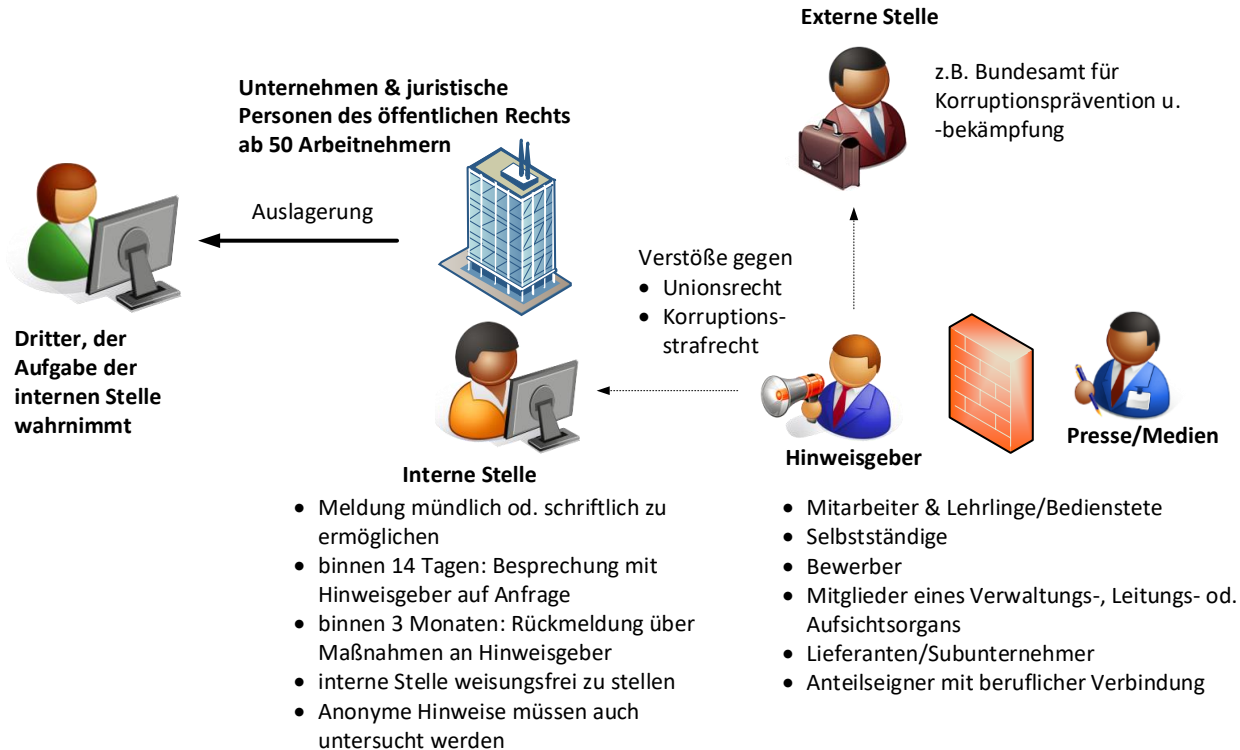 Externe Stelle
z.B. Bundesamt für
Korruptionsprävention u.
-bekämpfung
Unternehmen & juristische
Personen des öffentlichen Rechts
ab 50 Arbeitnehmern
Auslagerung
Dritter, der
Aufgabe der
internen Stelle
wahrnimmt
Verstöße gegen
• Unionsrecht
• Korruptions-
strafrecht
Presse/Medien
Hinweisgeber
• Mitarbeiter & Lehrlinge/Bedienstete
• Selbstständige
• Bewerber
• Mitglieder eines Verwaltungs-, Leitungs- od.
Aufsichtsorgans
• Lieferanten/Subunternehmer
• Anteilseigner mit beruflicher Verbindung
Interne Stelle
• Meldung mündlich od. schriftlich zu
ermöglichen
• binnen 14 Tagen: Besprechung mit
Hinweisgeber auf Anfrage
• binnen 3 Monaten: Rückmeldung über
Maßnahmen an Hinweisgeber
• interne Stelle weisungsfrei zu stellen
• Anonyme Hinweise müssen auch
untersucht werden